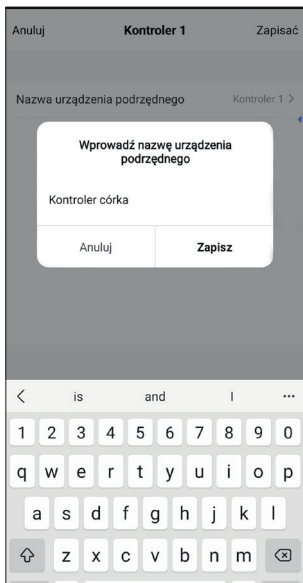 Anuluj Kontroler 1 Zapisać
Nazwa urządzenia podrzędnego Kontroler 1 >
Wprowadź nazwę urządzenia
podrzędnego
Kontroler córka
Anuluj Zapisz
< is and I ...
1 2 3 4 5 6 7 8 9 0
q w e r t y u i o p
a s d f g h j k l
z x c v b n m